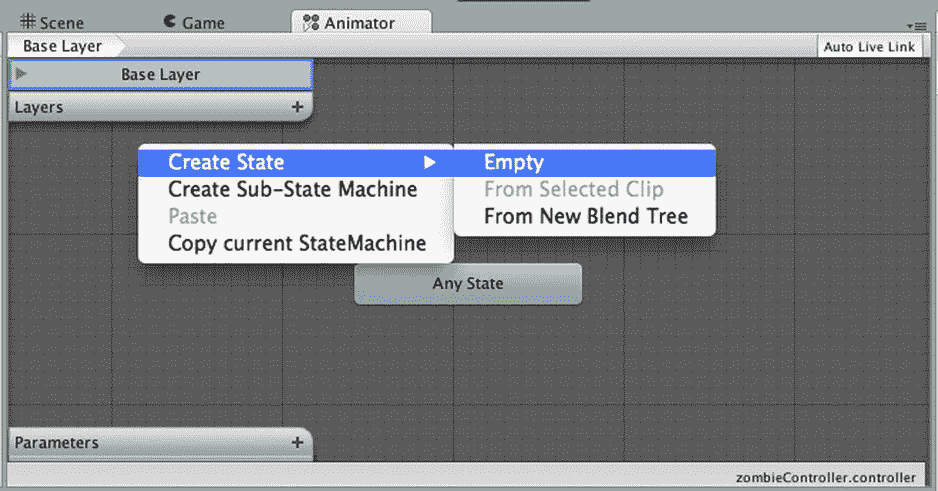 Scene Game Animator
Base Layer Auto Live Link
Base Layer
Layers +
Create State Empty
Create Sub-State Machine From Selected Clip
Paste From New Blend Tree
Copy current StateMachine
Any State
Parameters +
zombieController.controller